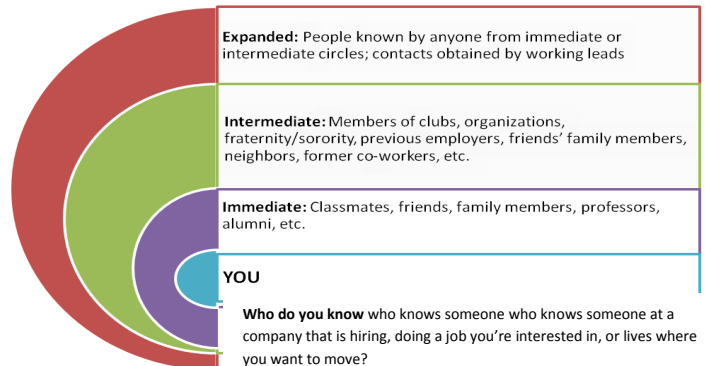 Expanded: People known by anyone from immediate or
intermediate circles; contacts obtained by working leads
Intermediate: Members of clubs, organizations,
fraternity/sorority, previous employers, friends' family members,
neighbors, former co-workers, etc.
Immediate: Classmates, friends, family members, professors,
alumni, etc.
YOU
Who do you know who knows someone who knows someone at a
company that is hiring, doing a job you're interested in, or lives where
you want to move?